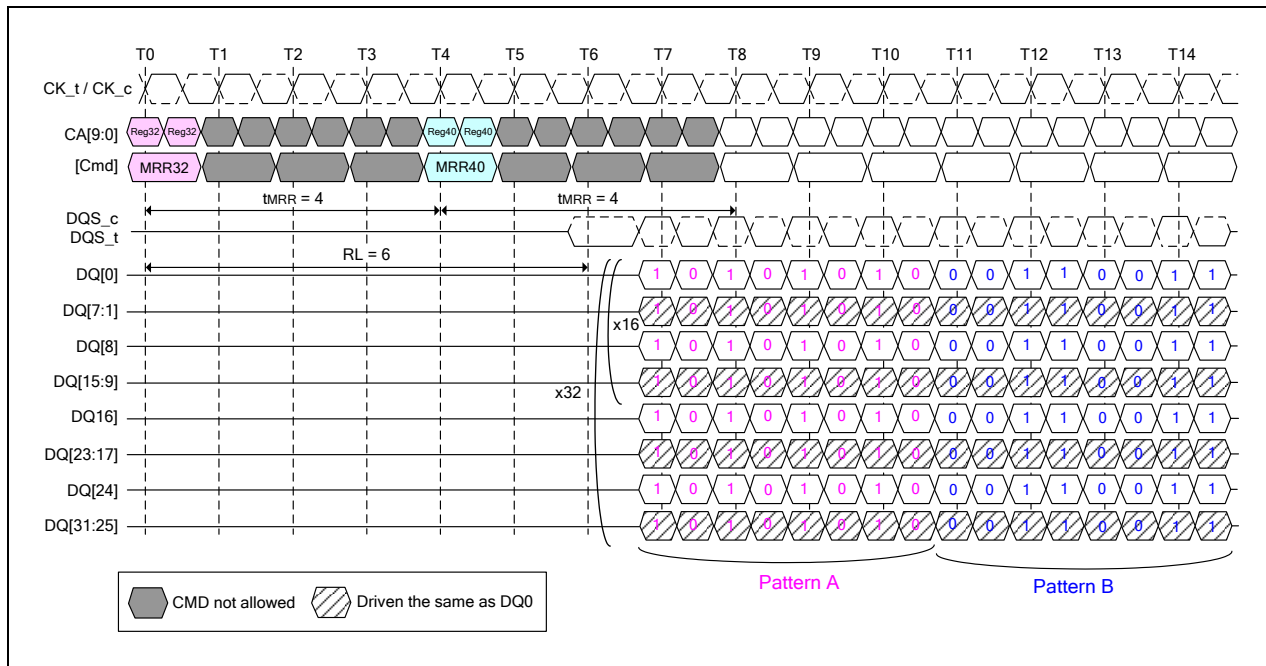 T0 T1 T2 T3 T4 T5 T6 T7 T8 T9 T10 T11 T12 T13 T14
CK_t / CK_c
CA[9:0] Reg32 Reg32 Reg40 Reg40
[Cmd] MRR32 MRR40
tMRR = 4 tMRR = 4
DQS_c
DQS_t
RL = 6
DQ[0] 1 0 1 0 1 0 1 0 0 0 1 1 0 0 1 1
DQ[7:1] 1 0 1 0 1 0 1 0 0 0 1 1 0 0 1 1
x16
DQ[8] 1 0 1 0 1 0 1 0 0 0 1 1 0 0 1 1
DQ[15:9] 1 0 1 0 1 0 1 0 0 0 1 1 0 0 1 1
x32
DQ16] 1 0 1 0 1 0 1 0 0 0 1 1 0 0 1 1
DQ[23:17] 1 0 1 0 1 0 1 0 0 0 1 1 0 0 1 1
DQ[24] 1 0 1 0 1 0 1 0 0 0 1 1 0 0 1 1
DQ[31:25] 1 0 1 0 1 0 1 0 0 0 1 1 0 0 1 1
Pattern A Pattern B
CMD not allowed Driven the same as DQ0